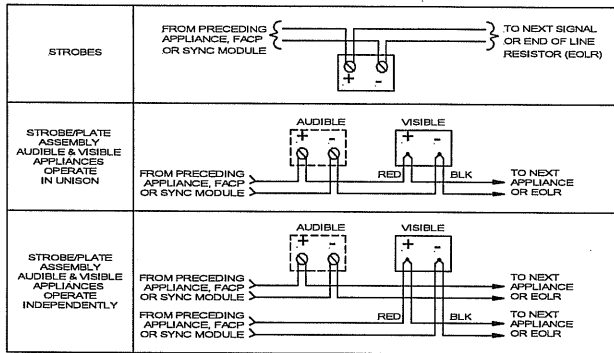 STROBES
FROM PRECEDING
APPLIANCE, FACP
OR SYNC MODULE
+ -
TO NEXT SIGNAL
OR END OF LINE
RESISTOR (EOLR)
STROBE/PLATE
ASSEMBLY
AUDIBLE & VISIBLE
APPLIANCES
OPERATE
IN UNISON
AUDIBLE VISIBLE
+ - + -
FROM PRECEDING
APPLIANCE, FACP
OR SYNC MODULE
RED BLK
TO NEXT
APPLIANCE
OR EOLR
STROBE/PLATE
ASSEMBLY
AUDIBLE & VISIBLE
APPLIANCES
OPERATE
INDEPENDENTLY
AUDIBLE VISIBLE
+ - + -
FROM PRECEDING
APPLIANCE, FACP
OR SYNC MODULE
TO NEXT
APPLIANCE
OR EOLR
FROM PRECEDING
APPLIANCE, FACP
OR SYNC MODULE
RED BLK
TO NEXT
APPLIANCE
OR EOLR